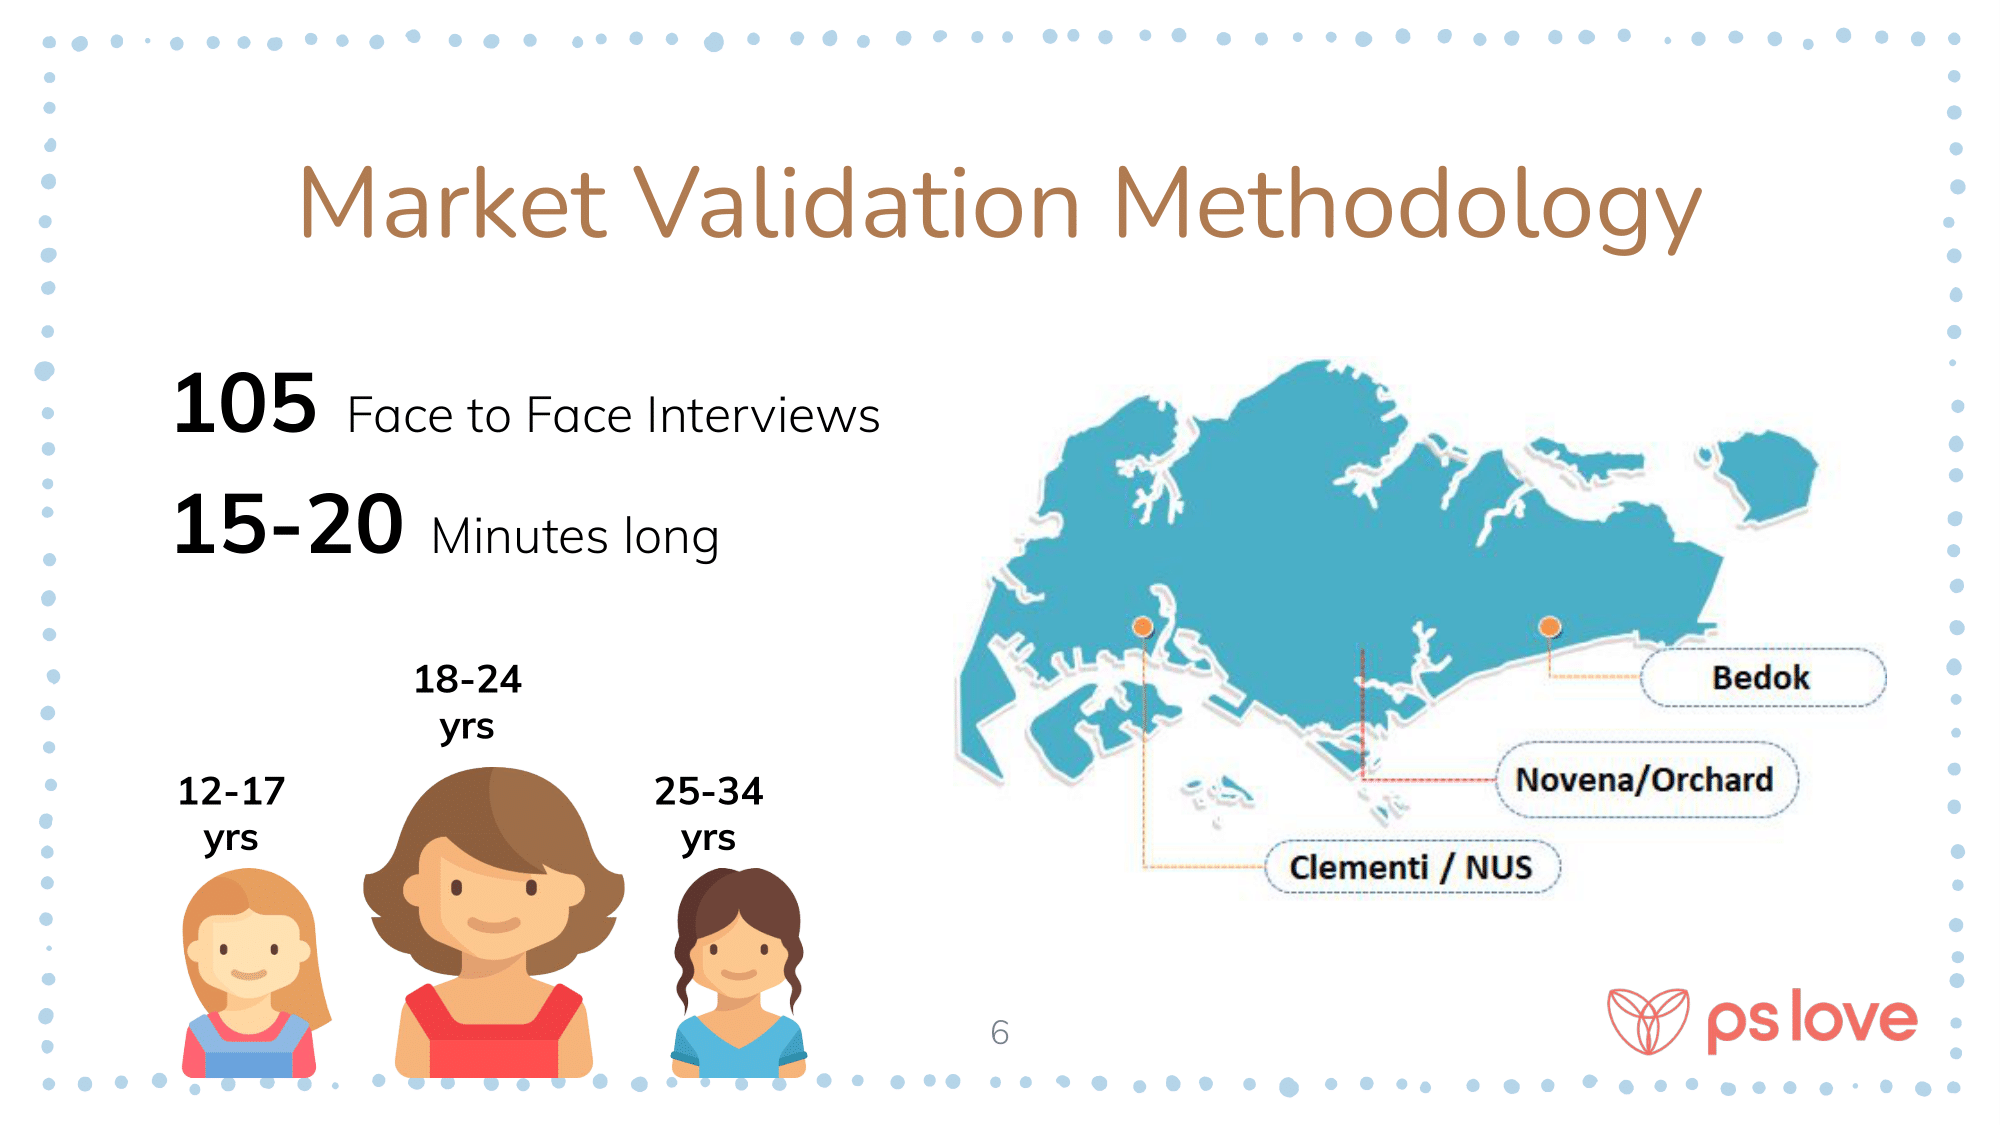 Market Validation Methodology
105 Face to Face Interviews
15-20 Minutes long
18-24
yrs
12-17
yrs
25-34
yrs
Bedok
Novena/Orchard
Clementi / NUS
6
ps love